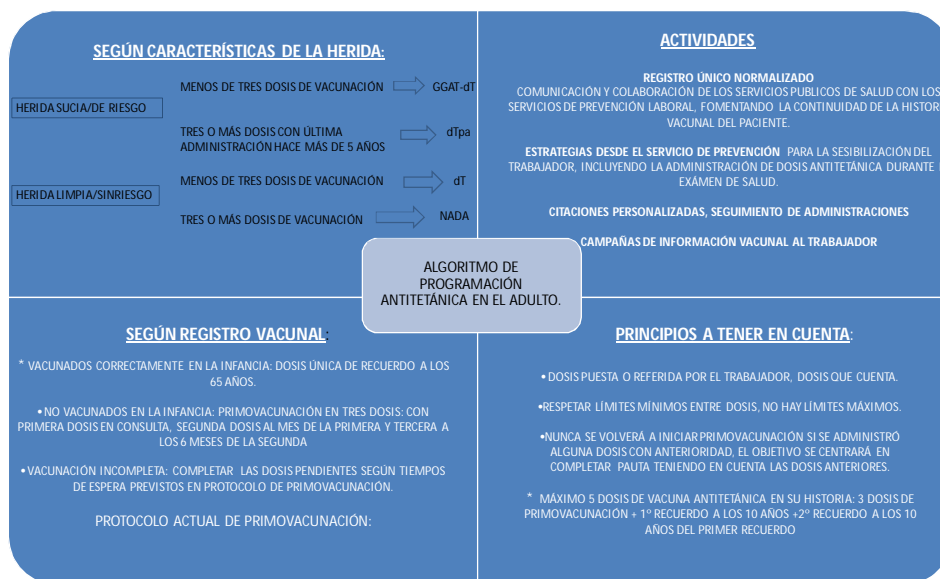 SEGÚN CARACTERÍSTICAS DE LA HERIDA:
MENOS DE TRES DOSIS DE VACUNACIÓN
GGAT-dT
HERIDA SUCIA/DE RIESGO
TRES O MÁS DOSIS CON ÚLTIMA
ADMINISTRACIÓN HACE MÁS DE 5 AÑOS
dTpa
MENOS DE TRES DOSIS DE VACUNACIÓN
dT
HERIDA LIMPIA/SINRIESGO
TRES O MÁS DOSIS DE VACUNACIÓN
NADA
ACTIVIDADES
REGISTRO ÚNICO NORMALIZADO
COMUNICACIÓN Y COLABORACIÓN DE LOS SERVICIOS PUBLICOS DE SALUD CON LOS
SERVICIOS DE PREVENCIÓN LABORAL, FOMENTANDO LA CONTINUIDAD DE LA HISTOR
VACUNAL DEL PACIENTE.
ESTRATEGIAS DESDE EL SERVICIO DE PREVENCIÓN PARA LA SESIBILIZACIÓN DEL
TRABAJADOR, INCLUYENDO LA ADMINISTRACIÓN DE DOSIS ANTITETÁNICA DURANTE
EXÁMEN DE SALUD.
CITACIONES PERSONALIZADAS, SEGUIMIENTO DE ADMINISTRACIONES
CAMPAÑAS DE INFORMACIÓN VACUNAL AL TRABAJADOR
ALGORITMO DE
PROGRAMACIÓN
ANTITETÁNICA EN EL ADULTO.
SEGÚN REGISTRO VACUNAL:
* VACUNADOS CORRECTAMENTE EN LA INFANCIA: DOSIS ÚNICA DE RECUERDO A LOS
65 AÑOS.
•NO VACUNADOS EN LA INFANCIA: PRIMOVACUNACIÓN EN TRES DOSIS: CON
PRIMERA DOSIS EN CONSULTA, SEGUNDA DOSIS AL MES DE LA PRIMERA Y TERCERA A
LOS 6 MESES DE LA SEGUNDA
•VACUNACIÓN INCOMPLETA: COMPLETAR LAS DOSIS PENDIENTES SEGÚN TIEMPOS
DE ESPERA PREVISTOS EN PROTOCOLO DE PRIMOVACUNACIÓN.
PROTOCOLO ACTUAL DE PRIMOVACUNACIÓN:
PRINCIPIOS A TENER EN CUENTA:
•DOSIS PUESTA O REFERIDA POR EL TRABAJADOR, DOSIS QUE CUENTA.
•RESPETAR LÍMITES MÍNIMOS ENTRE DOSIS, NO HAY LÍMITES MÁXIMOS.
•NUNCA SE VOLVERÁ A INICIAR PRIMOVACUNACIÓN SI SE ADMINISTRÓ
ALGUNA DOSIS CON ANTERIORIDAD, EL OBJETIVO SE CENTRARÁ EN
COMPLETAR PAUTA TENIENDO EN CUENTA LAS DOSIS ANTERIORES.
* MÁXIMO 5 DOSIS DE VACUNA ANTITETÁNICA EN SU HISTORIA: 3 DOSIS DE
PRIMOVACUNACIÓN + 1º RECUERDO A LOS 10 AÑOS +2º RECUERDO A LOS 10
AÑOS DEL PRIMER RECUERDO